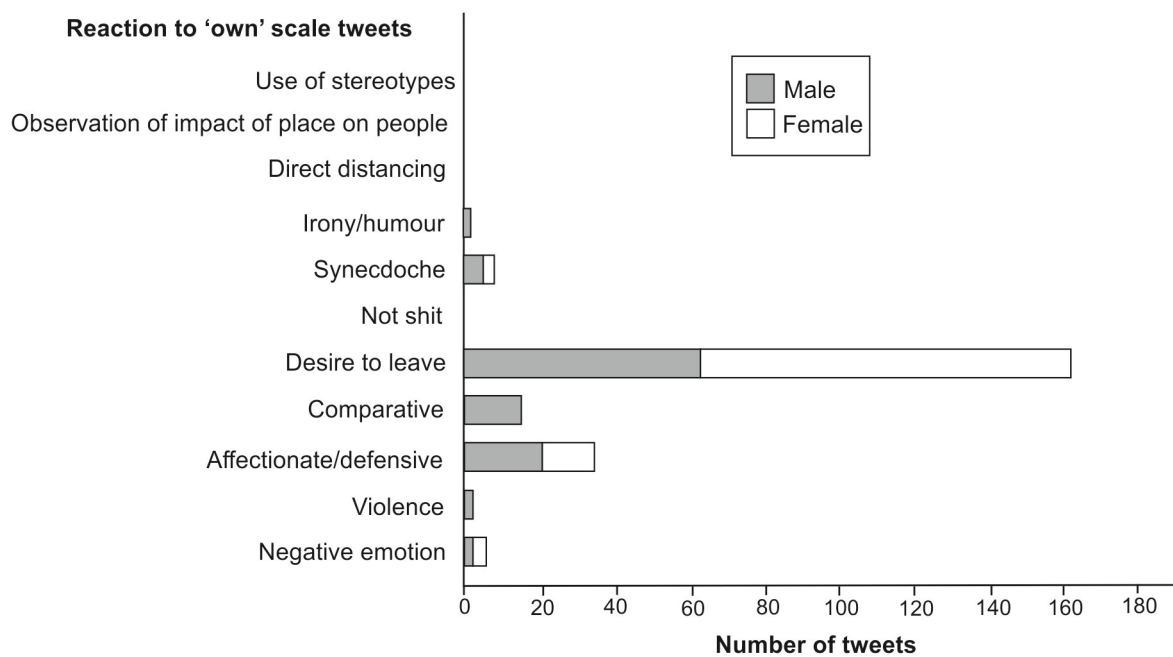 Reaction to ‘own’ scale tweets
Use of stereotypes
Observation of impact of place on people
Direct distancing
Irony/humour
Synecdoche
Not shit
Desire to leave
Comparative
Affectionate/defensive
Violence
Negative emotion
Male
Female
0 20 40 60 80 100 120 140 160 180
Number of tweets